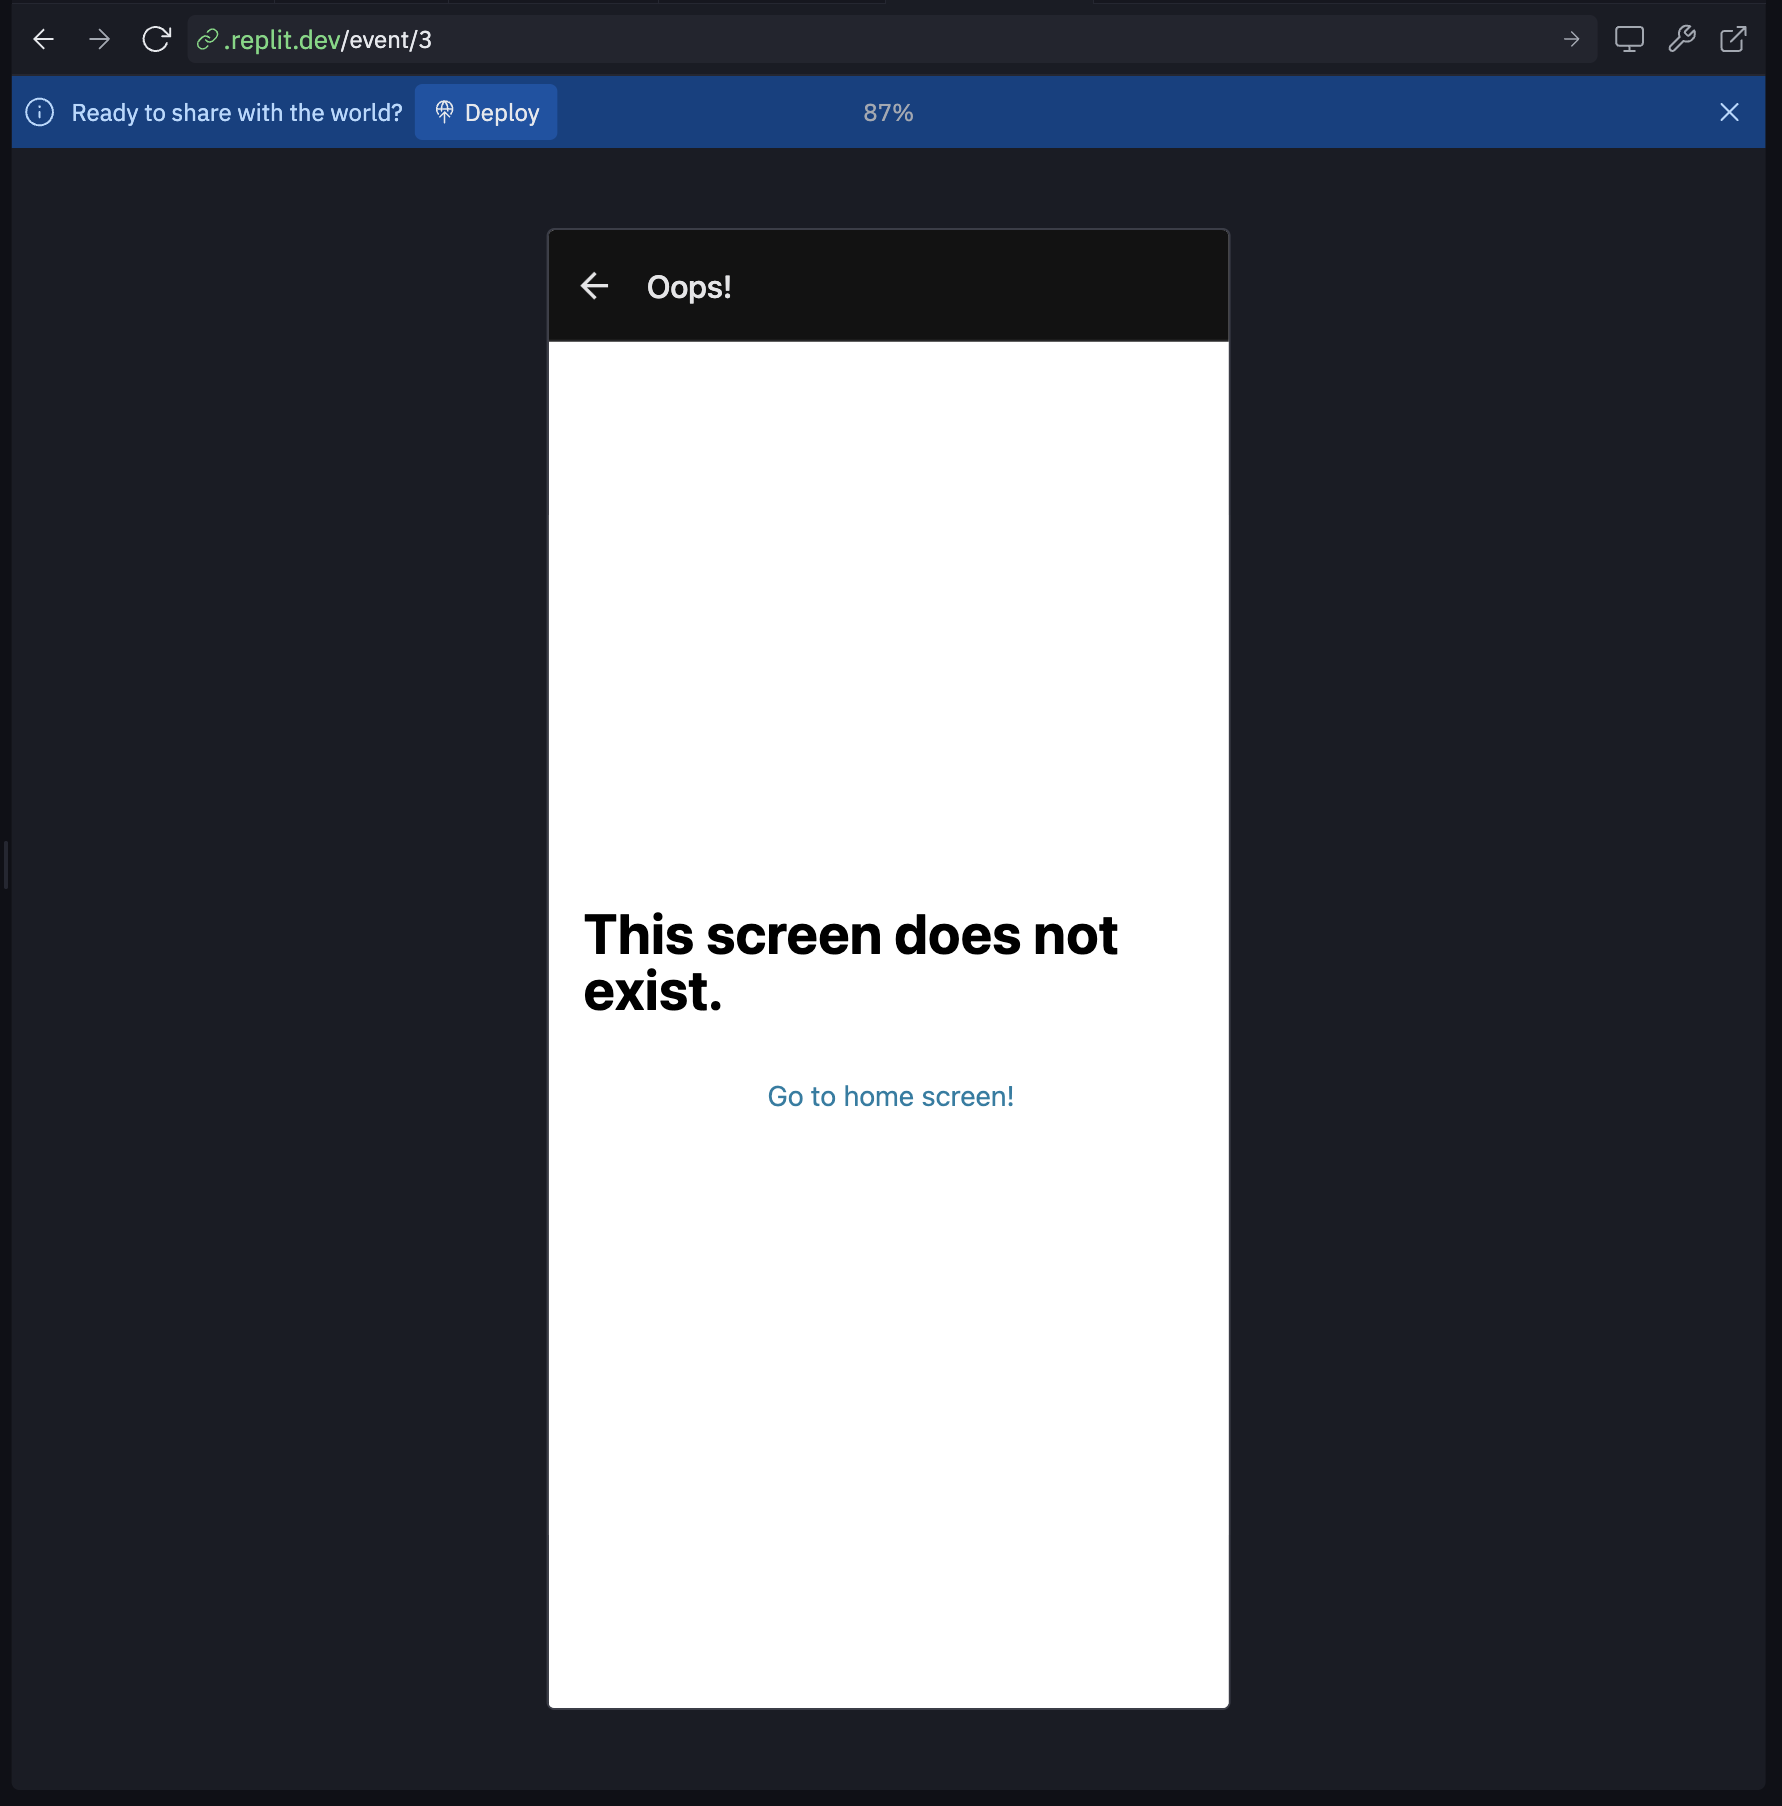 .replit.dev/event/3
Ready to share with the world?
Deploy
87%
Oops!
This screen does not
exist.
Go to home screen!